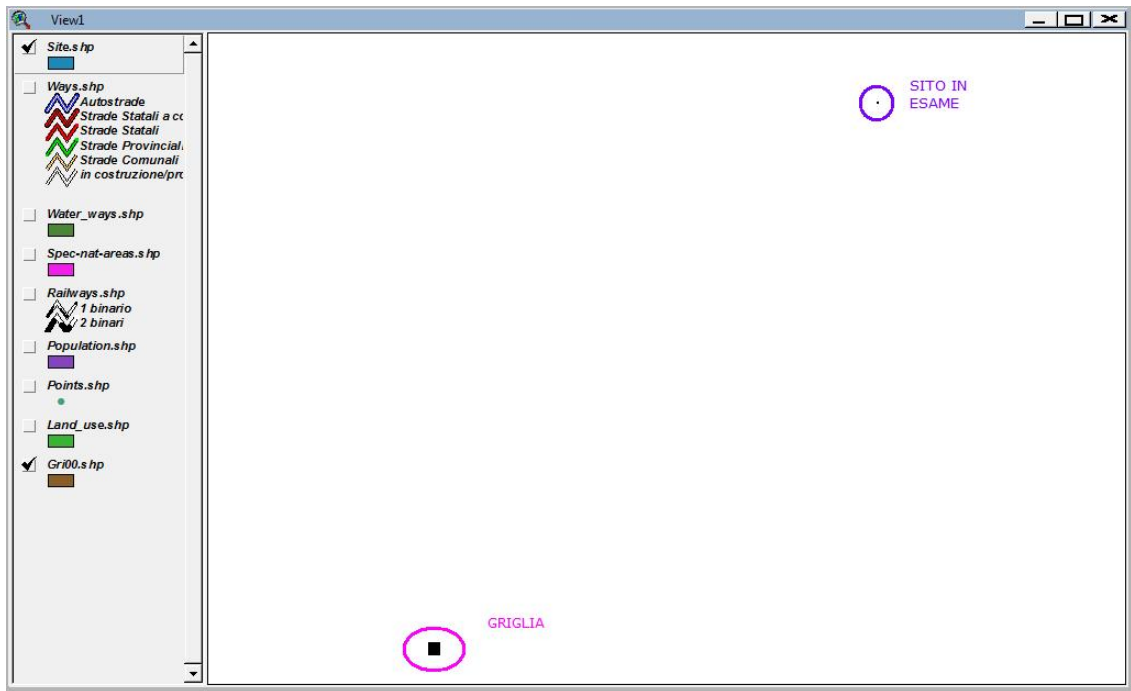 View1
Site.shp
Ways.shp
Autostrade
Strade Statali a co
Strade Statali
Strade Provincial
Strade Comunali
in costruzione/pro
Water_ways.shp
Spec-nat-areas.shp
Railways.shp
1 binario
2 binari
Population.shp
Points.shp
Land_use.shp
Gri00.shp
SITO IN
ESAME
GRIGLIA